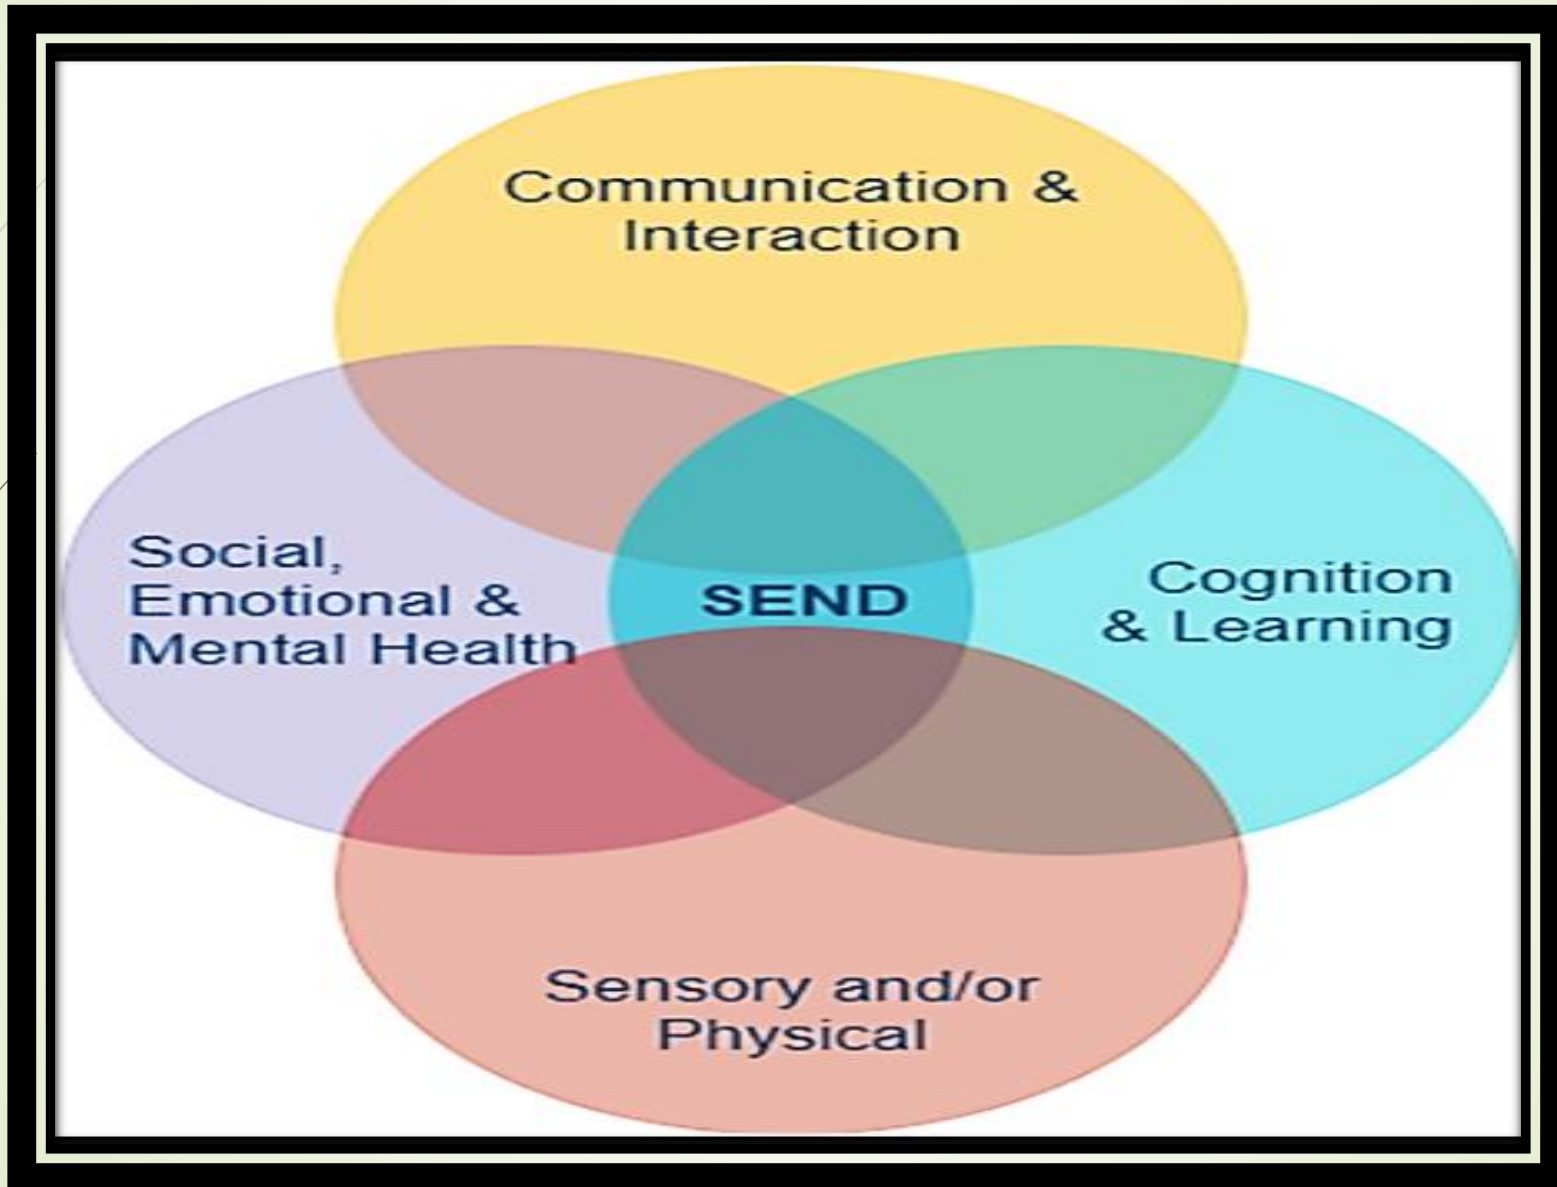 Communication &
Interaction
Social,
Emotional &
Mental Health
SEND
Cognition
& Learning
Sensory and/or
Physical